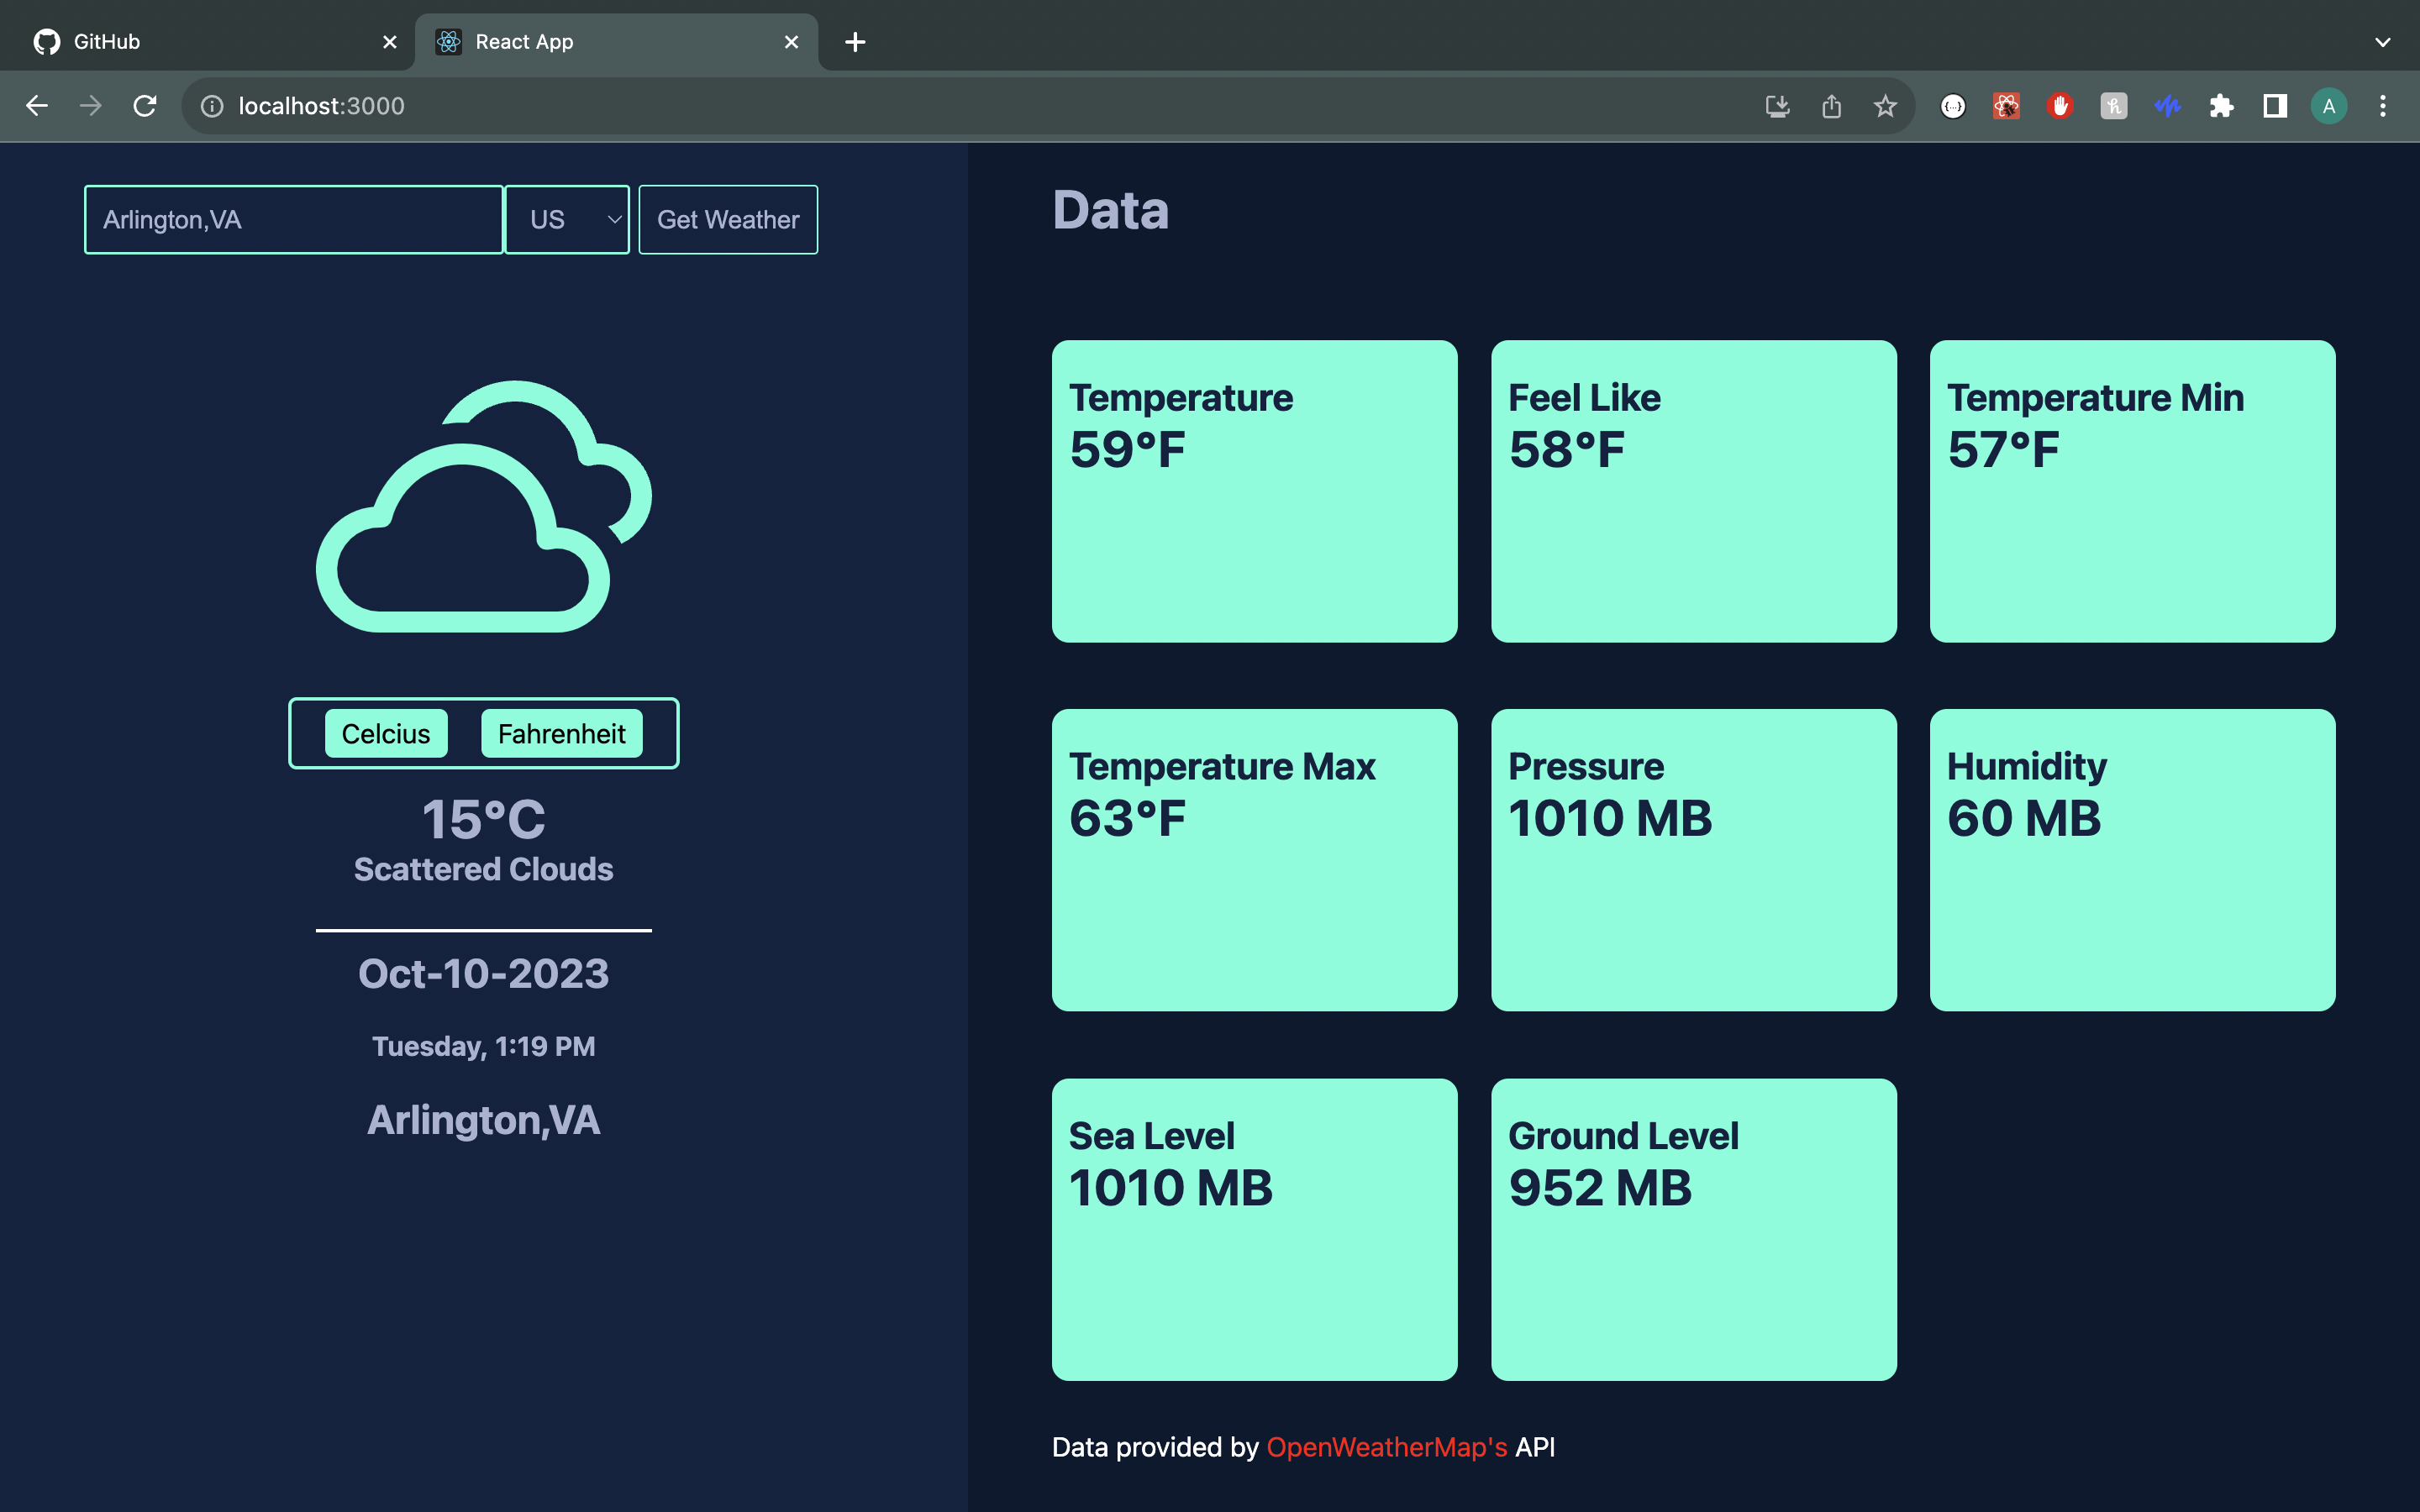 GitHub
React App
localhost:3000
A
Arlington,VA
US
Get Weather
Celcius
Fahrenheit
15°C
Scattered Clouds
Oct-10-2023
Tuesday, 1:19 PM
Arlington,VA
Data
Temperature
59°F
Feel Like
58°F
Temperature Min
57°F
Temperature Max
63°F
Pressure
1010 MB
Humidity
60 MB
Sea Level
1010 MB
Ground Level
952 MB
Data provided by OpenWeatherMap's API